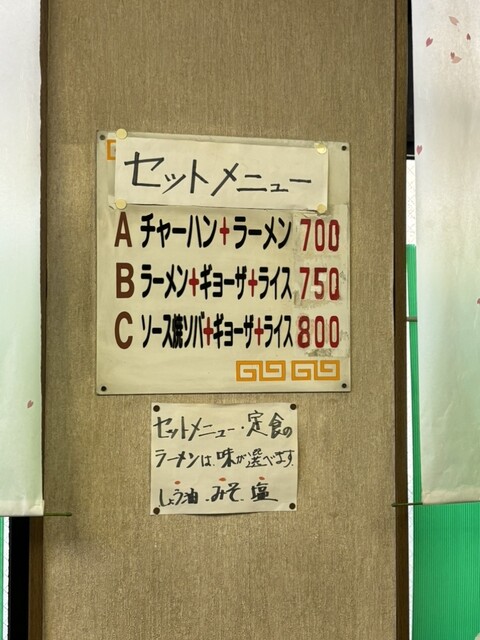 セットメニュー
A チャーハン+ラーメン 700
B ラーメン+ギョーザ+ライス 750
C ソース焼ソバ+ギョーザ+ライス 800
セットメニュー・定食の
ラーメンは味が選べます
しょう油 みそ 塩